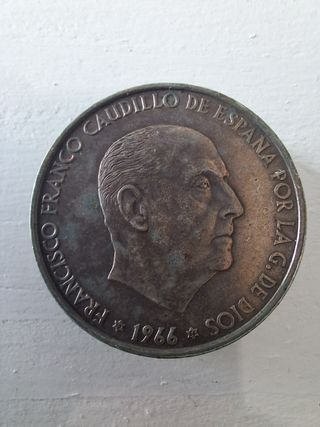 FRANCISCO FRANCO CAUDILLO DE ESPAÑA POR LA G. DE DIOS
* 1966 *